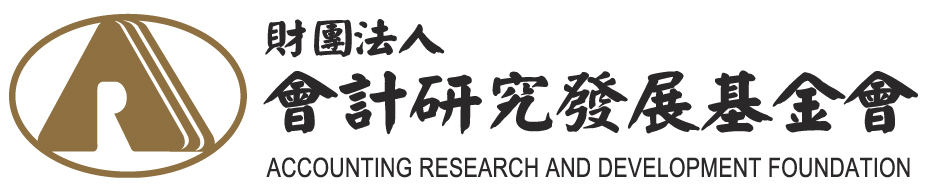 財團法人
會計研究發展基金會
ACCOUNTING RESEARCH AND DEVELOPMENT FOUNDATION